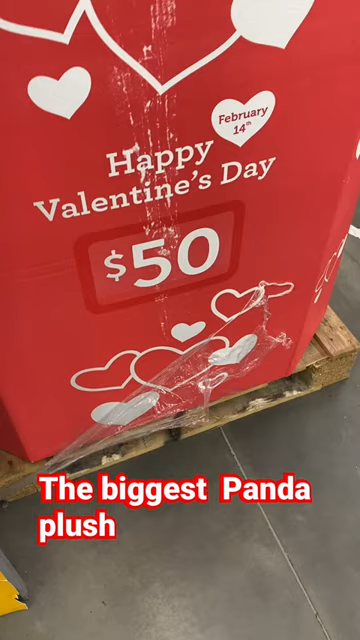 February
14th
Happy
Valentine's Day
$50
The biggest Panda
plush